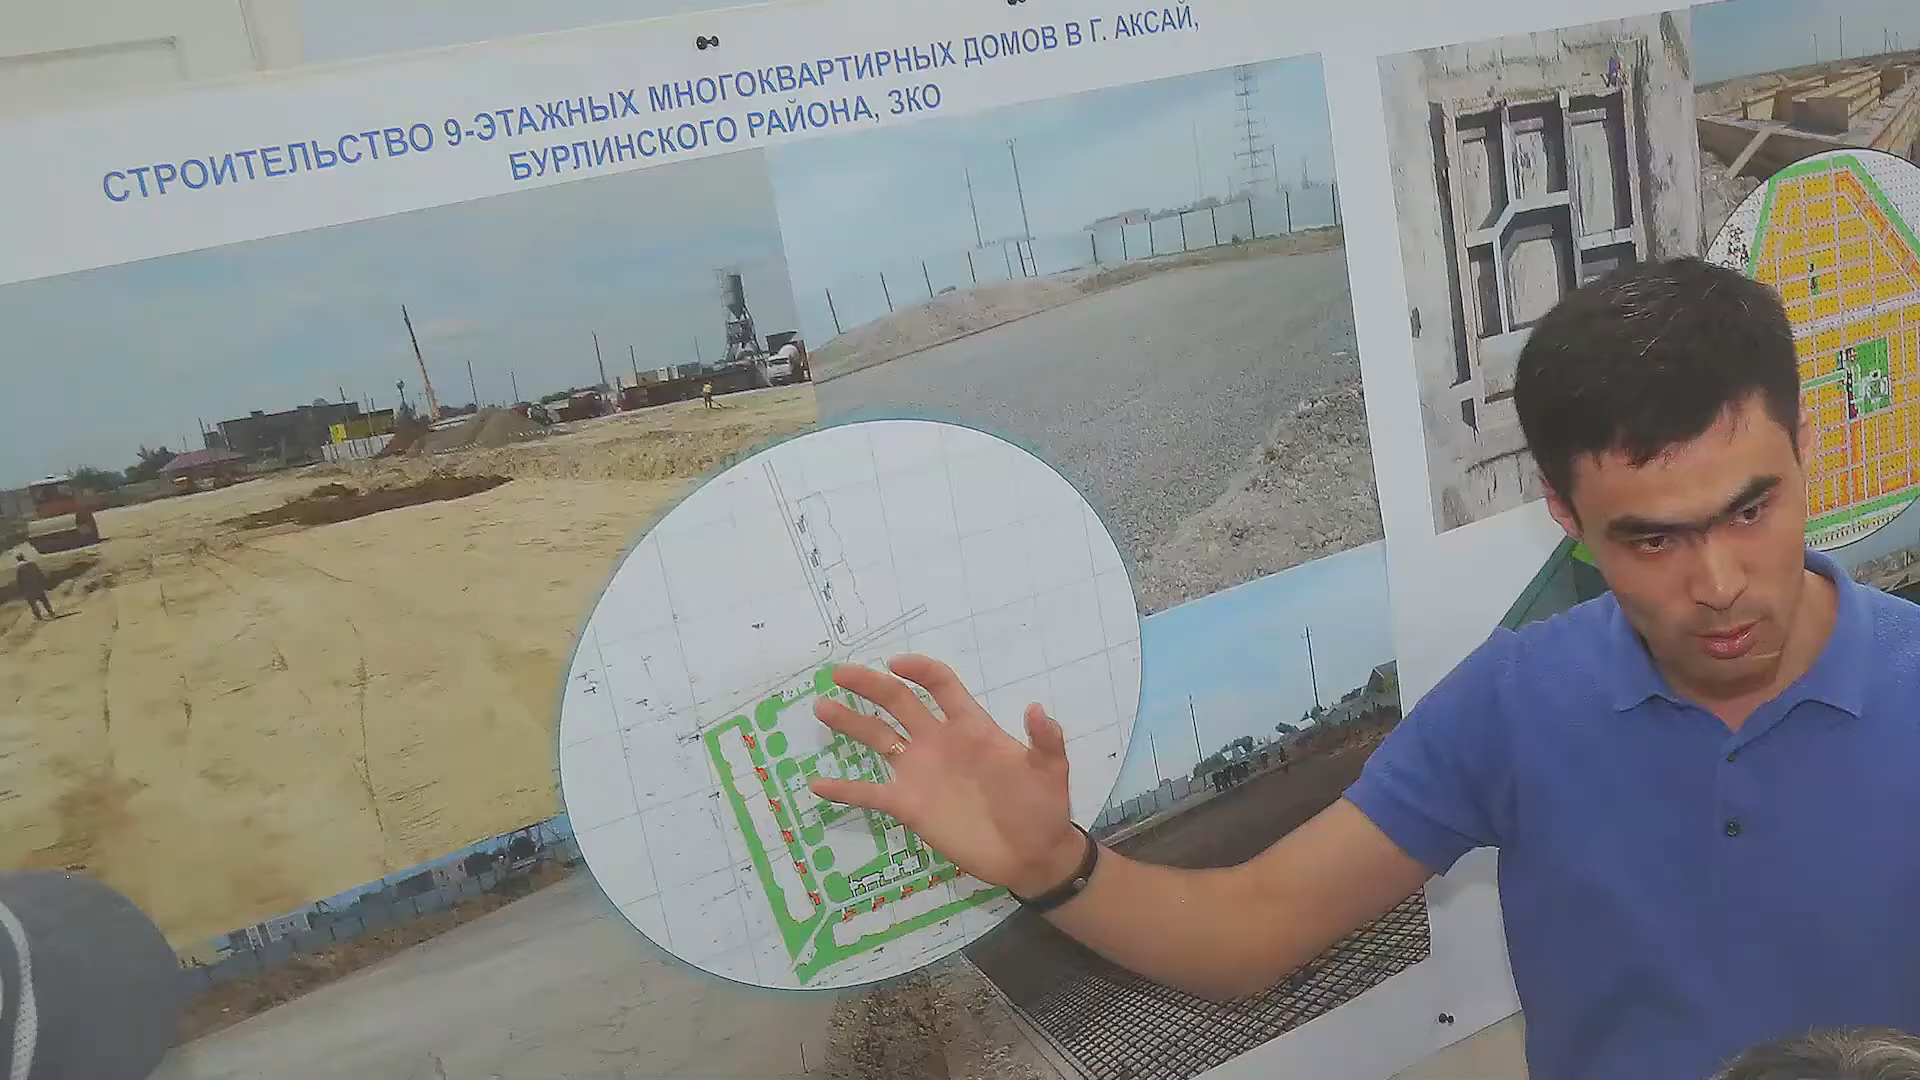 СТРОИТЕЛЬСТВО 9-ЭТАЖНЫХ МНОГОКВАРТИРНЫХ ДОМОВ В Г. АКСАЙ,
БУРЛИНСКОГО РАЙОНА, ЗКО